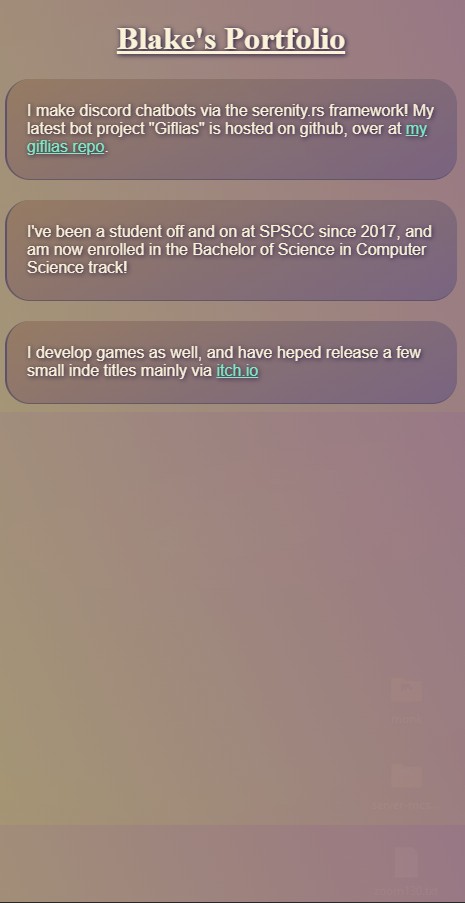 Blake's Portfolio
I make discord chatbots via the serenity.rs framework! My
latest bot project "Giflias" is hosted on github, over at my
giflias repo.
I've been a student off and on at SPSCC since 2017, and
am now enrolled in the Bachelor of Science in Computer
Science track!
I develop games as well, and have heped release a few
small inde titles mainly via itch.io